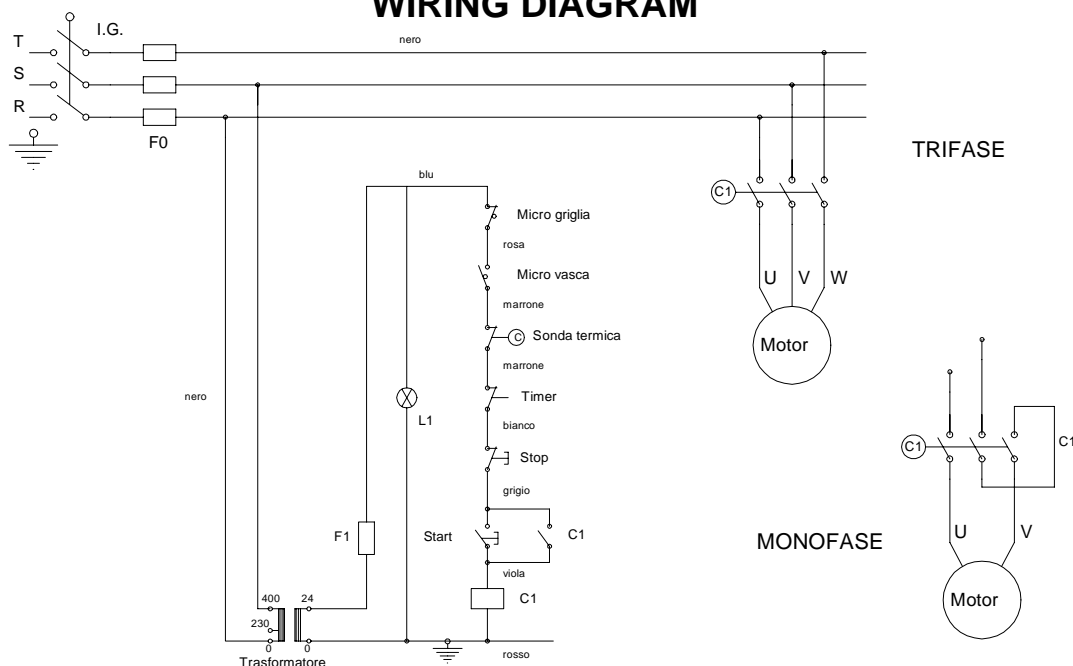 WIRING DIAGRAM
I.G.
T
nero
S
R
F0
TRIFASE
blu
C1
Micro griglia
rosa
Micro vasca
U V W
marrone
C Sonda termica
Motor
marrone
nero
Timer
L1
bianco
C1
C1
Stop
grigio
F1
Start
C1
U
V
MONOFASE
viola
400
24
C1
Motor
230
0
0
rosso
Trasformatore